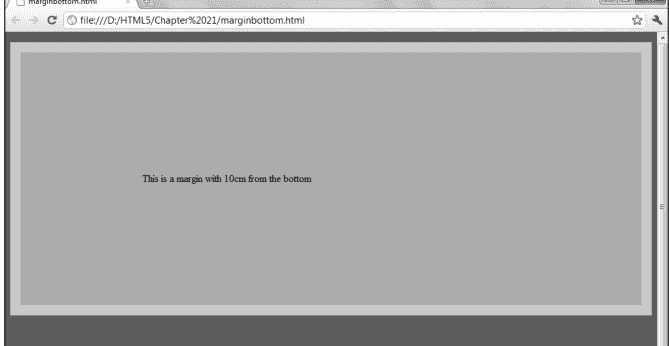 marginbottom.html
file:///D:/HTML5/Chapter%2021/marginbottom.html
This is a margin with 10cm from the bottom